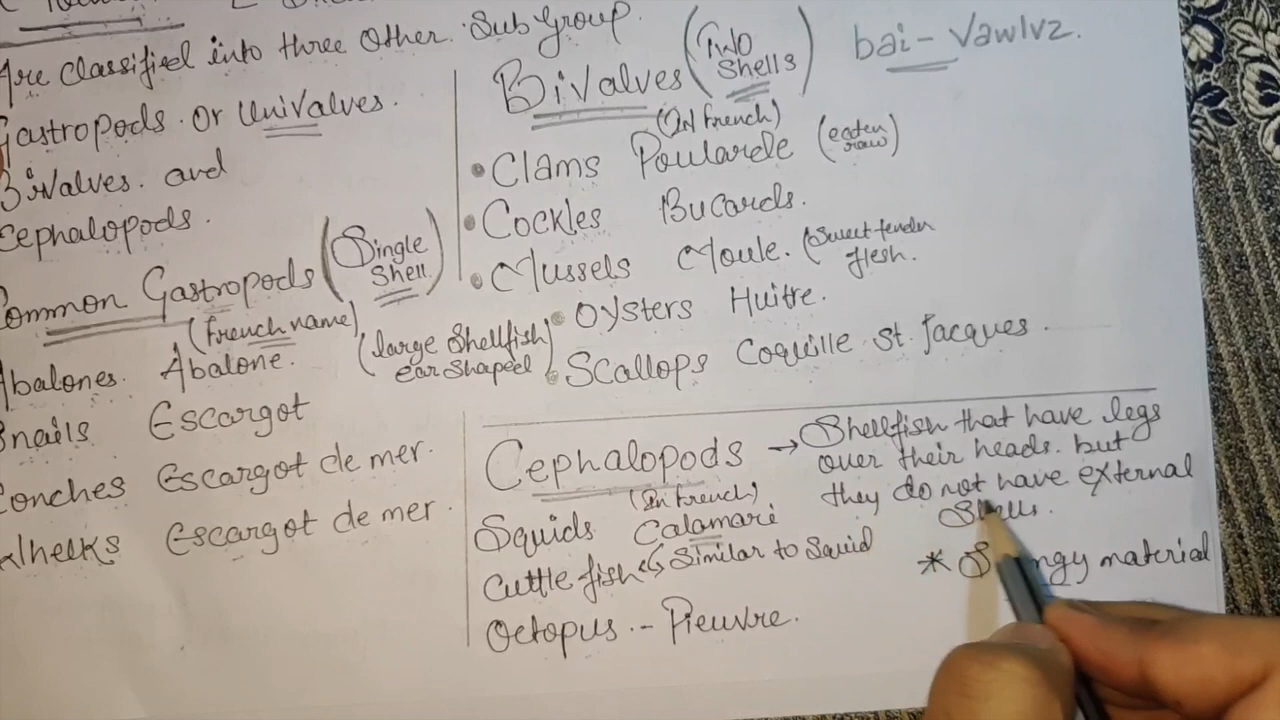 Are classified into three Other Sub Group.
Gastropods. or Univalves.
Bivalves. and
Cephalopods.
Common Gastropods (Single Shell)
(french name)
Abalones. Abalone. (large Shellfish ear Shaped)
Snails Escargot
Conches Escargot de mer.
Whelks Escargot de mer.
Bivalves (Two Shells) bai-Vawlvz.
(In french)
• Clams Poularde (eaten raw)
• Cockles Bucards.
• Mussels Moule. (Sweet tender flesh.)
• Oysters Huitre.
• Scallops Coquille St. Jacques.
Cephalopods → Shellfish that have legs
over their heads. but
they do not have external
Shells.
(In french)
Squids Calamari
Cuttle fish Similar to Squid
Octopus. - Pieuvre.
* material